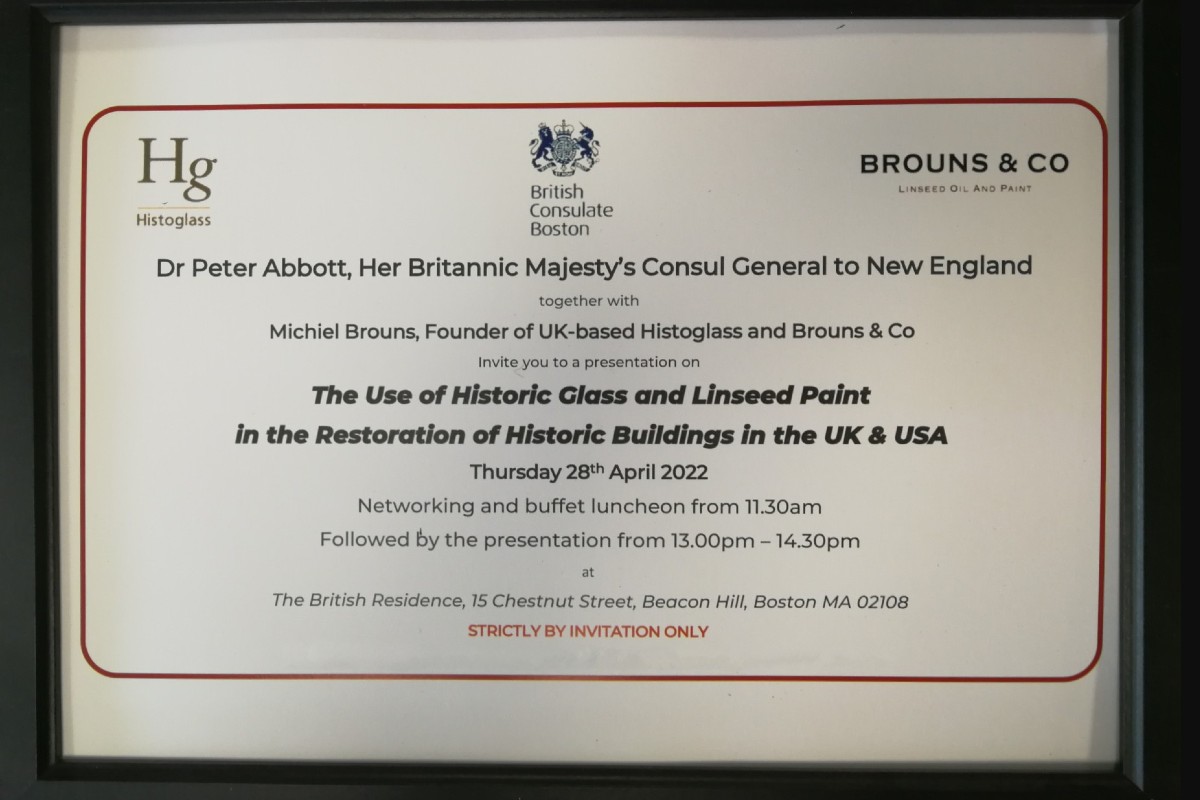 Hg
Histoglass
British
Consulate
Boston
BROUNS & CO
LINSEED OIL AND PAINT
Dr Peter Abbott, Her Britannic Majesty's Consul General to New England
together with
Michiel Brouns, Founder of UK-based Histoglass and Brouns & Co
Invite you to a presentation on
The Use of Historic Glass and Linseed Paint
in the Restoration of Historic Buildings in the UK & USA
Thursday 28th April 2022
Networking and buffet luncheon from 11.30am
Followed by the presentation from 13.00pm – 14.30pm
at
The British Residence, 15 Chestnut Street, Beacon Hill, Boston MA 02108
STRICTLY BY INVITATION ONLY